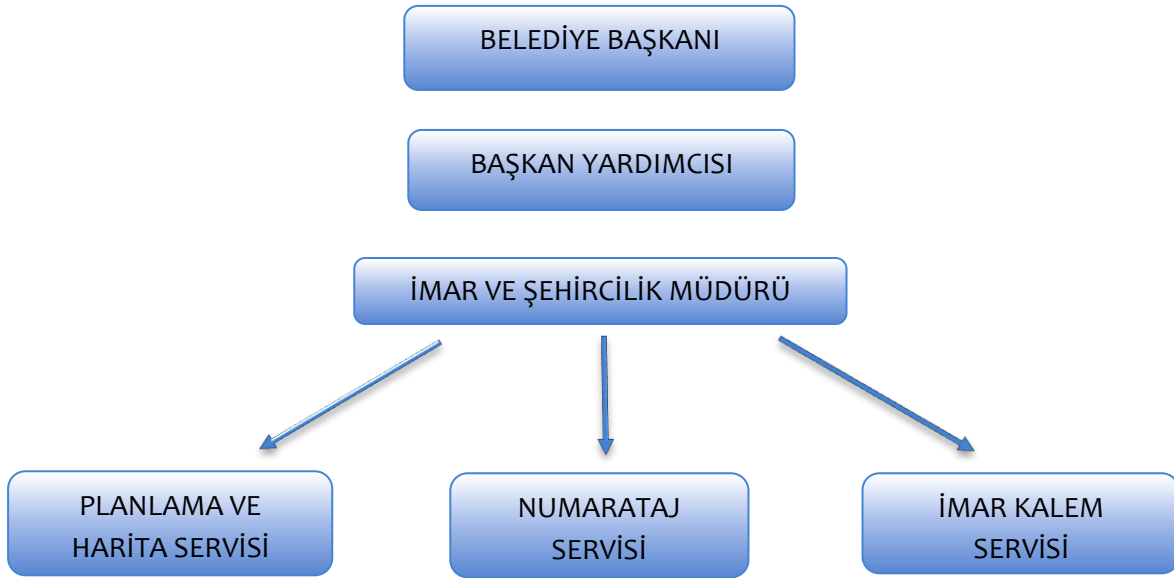 BELEDİYE BAŞKANI
BAŞKAN YARDIMCISI
İMAR VE ŞEHİRCİLİK MÜDÜRÜ
PLANLAMA VE
HARİTA SERVİSİ
NUMARATAJ
SERVİSİ
İMAR KALEM
SERVİSİ